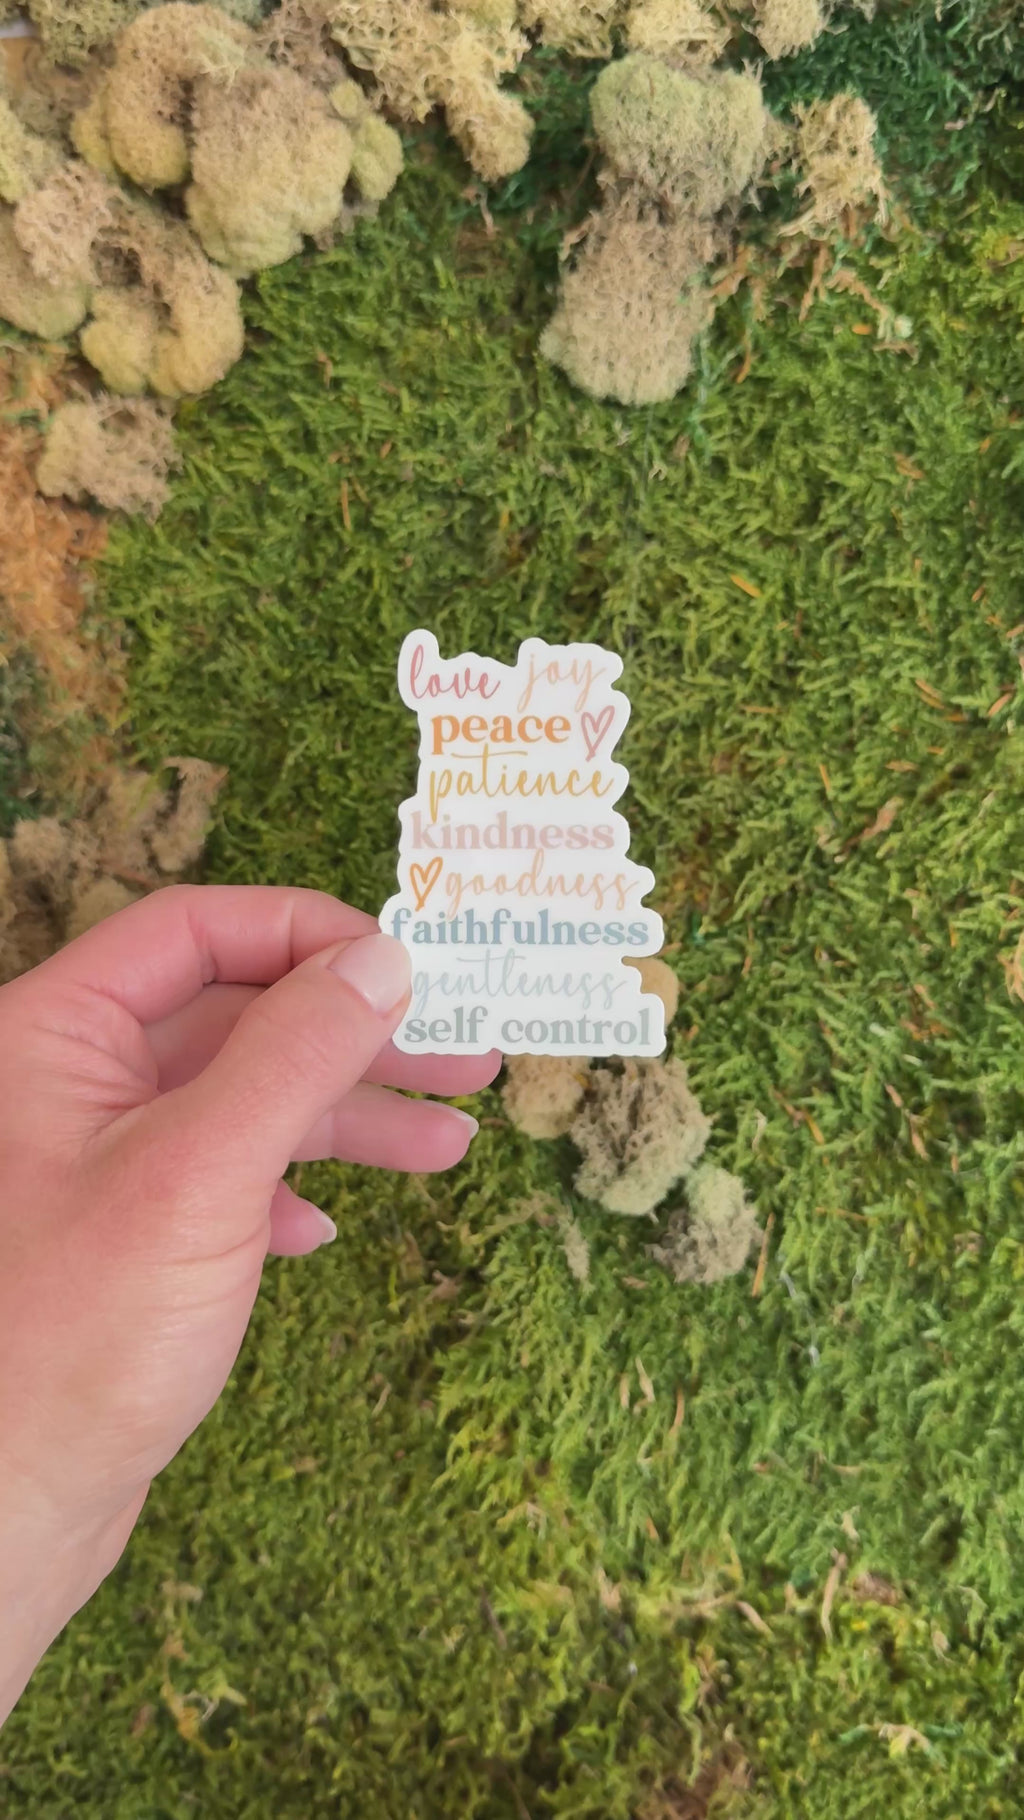 love joy
peace
patience
kindness
goodness
faithfulness
gentleness
self control